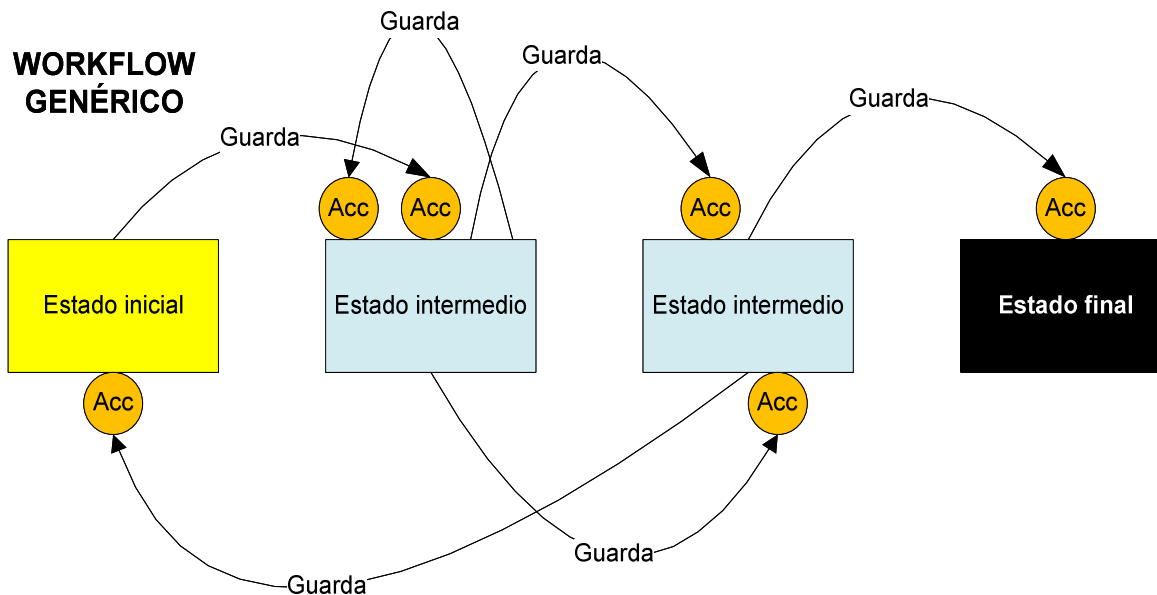 Guarda
WORKFLOW
GENÉRICO
Guarda
Guarda
Guarda
Acc
Acc
Acc
Acc
Estado inicial
Estado intermedio
Estado intermedio
Estado final
Acc
Acc
Guarda
Guarda